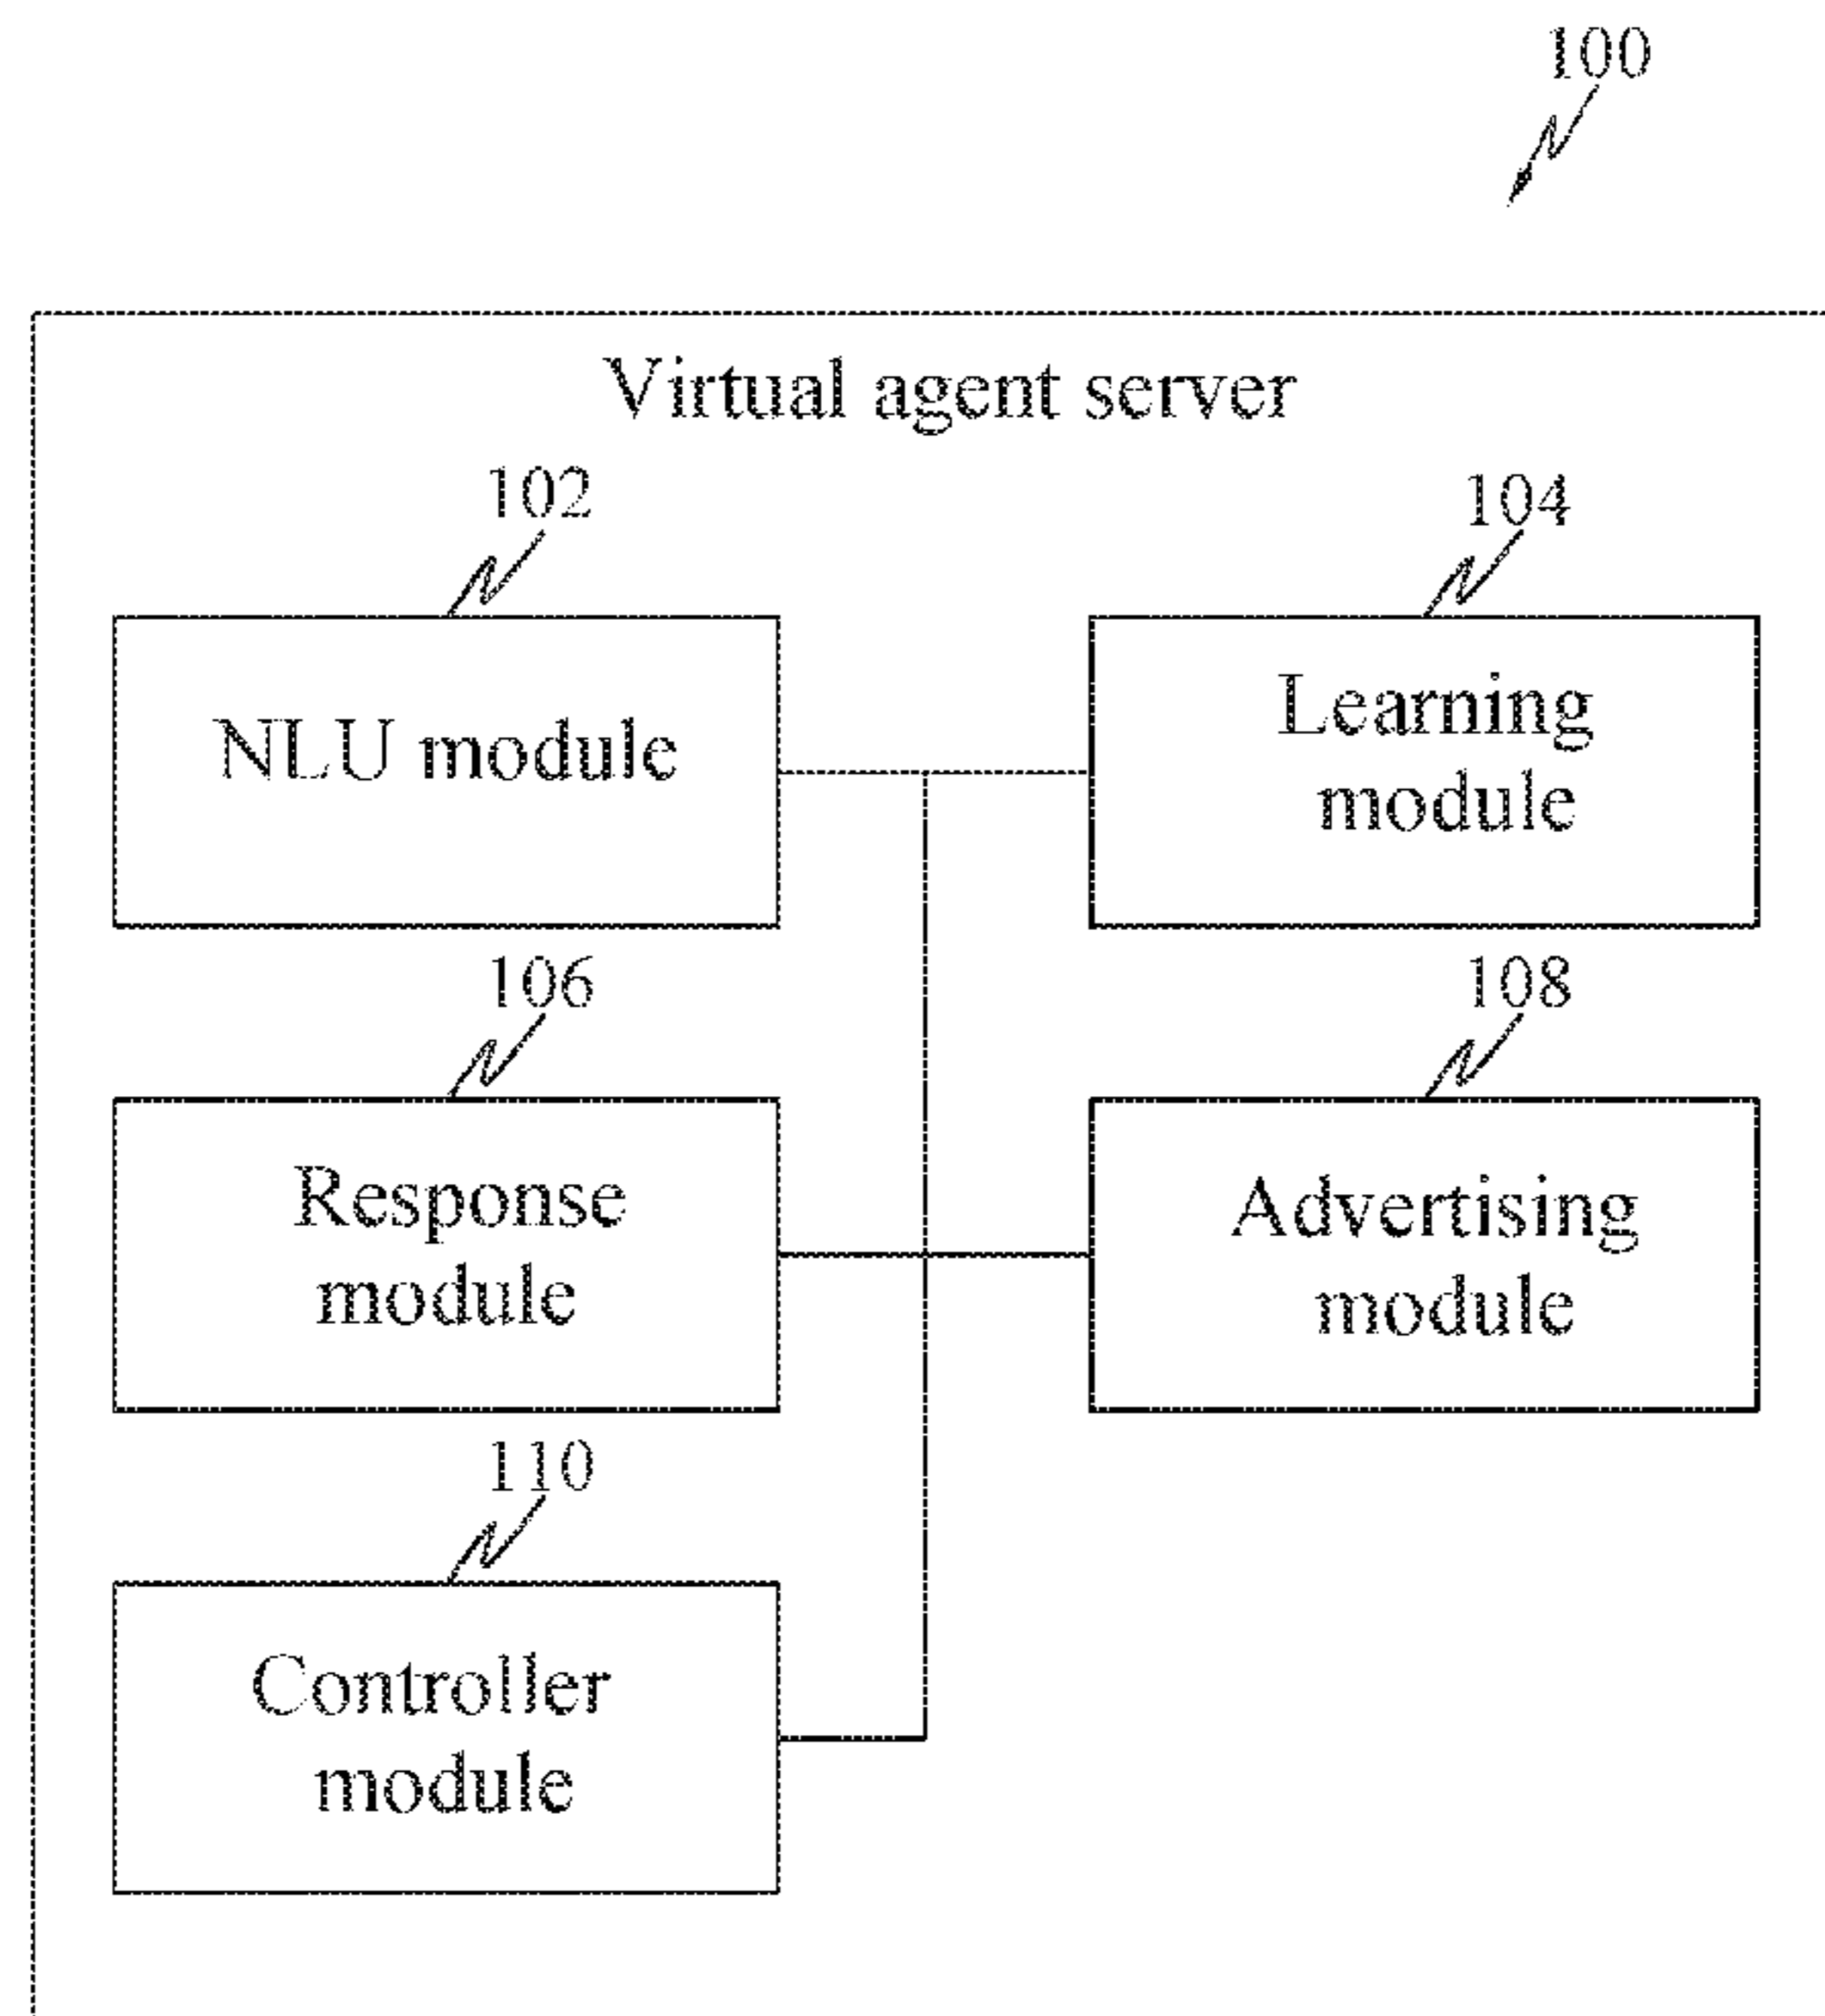 100
Virtual agent server
102
104
NLU module
Learning
module
106
108
Response
module
Advertising
module
110
Controller
module